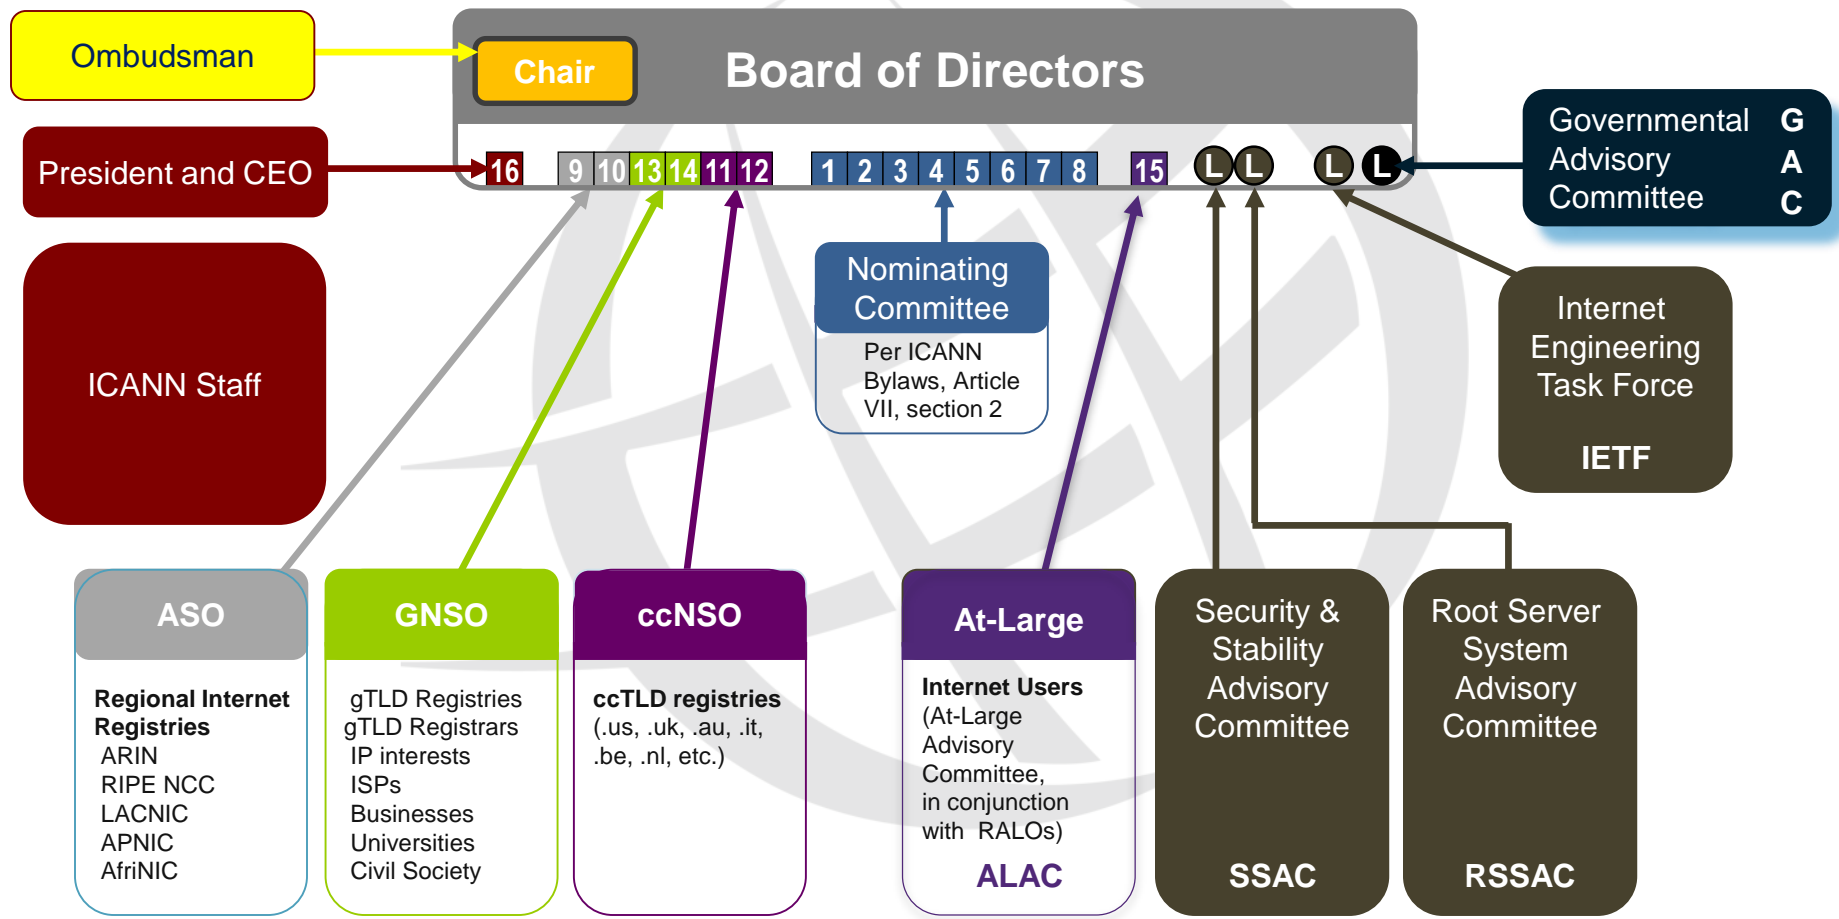 Ombudsman
Chair
Board of Directors
President and CEO
16
9 10 13 14 11 12
1 2 3 4 5 6 7 8
15
L L L L
Governmental G
Advisory A
Committee C
ICANN Staff
Nominating
Committee
Per ICANN
Bylaws, Article
VII, section 2
Internet
Engineering
Task Force
IETF
ASO
Regional Internet
Registries
ARIN
RIPE NCC
LACNIC
APNIC
AfriNIC
GNSO
gTLD Registries
gTLD Registrars
IP interests
ISPs
Businesses
Universities
Civil Society
ccNSO
ccTLD registries
(.us, .uk, .au, .it,
.be, .nl, etc.)
At-Large
Internet Users
(At-Large
Advisory
Committee,
in conjunction
with RALOs)
ALAC
Security &
Stability
Advisory
Committee
SSAC
Root Server
System
Advisory
Committee
RSSAC